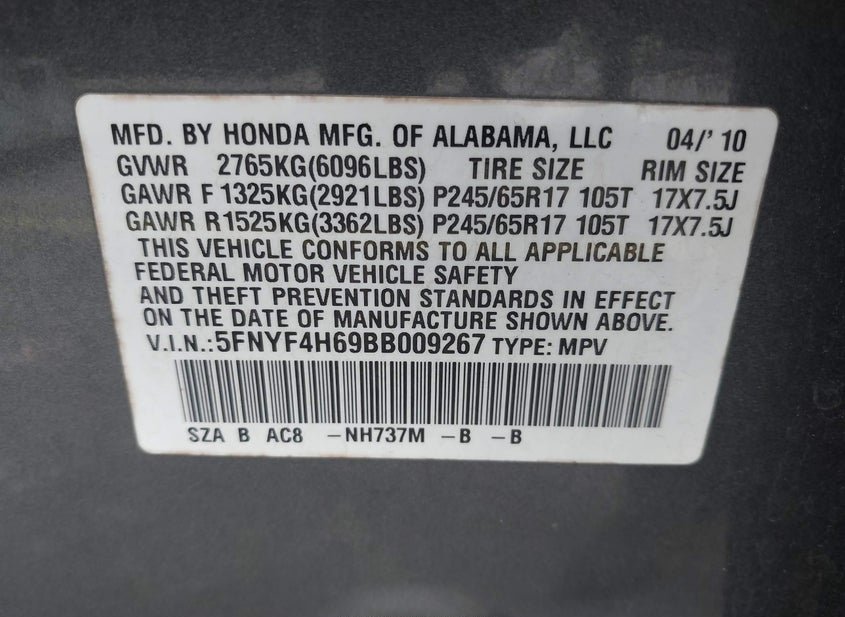 MFD. BY HONDA MFG. OF ALABAMA, LLC 04/'10
GVWR 2765KG(6096LBS) TIRE SIZE RIM SIZE
GAWR F 1325KG(2921LBS) P245/65R17 105T 17X7.5J
GAWR R1525KG(3362LBS) P245/65R17 105T 17X7.5J
THIS VEHICLE CONFORMS TO ALL APPLICABLE
FEDERAL MOTOR VEHICLE SAFETY
AND THEFT PREVENTION STANDARDS IN EFFECT
ON THE DATE OF MANUFACTURE SHOWN ABOVE.
V.I.N.:5FNYF4H69BB009267 TYPE: MPV
SZA B AC8 -NH737M -B -B